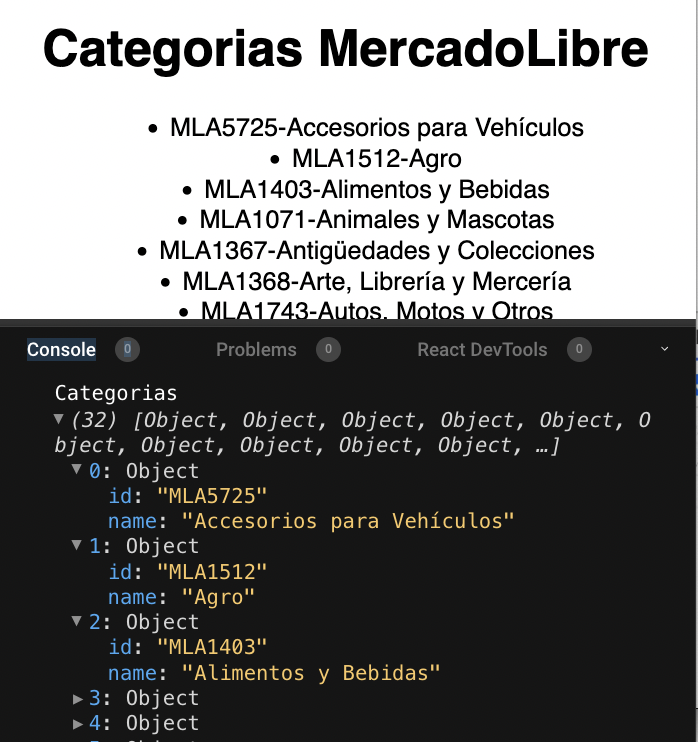 Categorias MercadoLibre
MLA5725-Accesorios para Vehículos
MLA1512-Agro
MLA1403-Alimentos y Bebidas
MLA1071-Animales y Mascotas
MLA1367-Antigüedades y Colecciones
MLA1368-Arte, Librería y Mercería
MLA1743-Autos, Motos y Otros
Console 0 Problems 0 React DevTools 0
Categorias
(32) [Object, Object, Object, Object, Object, O
bject, Object, Object, Object, Object, …]
0: Object
id: "MLA5725"
name: "Accesorios para Vehículos"
1: Object
id: "MLA1512"
name: "Agro"
2: Object
id: "MLA1403"
name: "Alimentos y Bebidas"
3: Object
4: Object